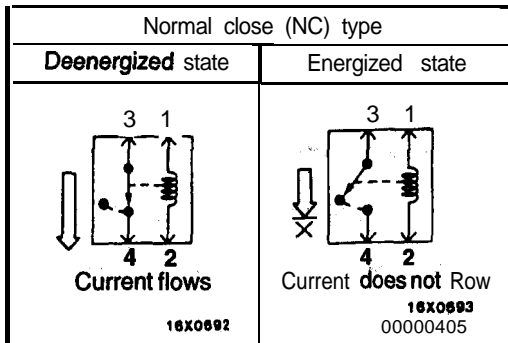 Normal close (NC) type
Deenergized state
Energized state
3 1
4 2
Current flows
16X0692
3 1
4 2
Current does not Row
16X0693
00000405